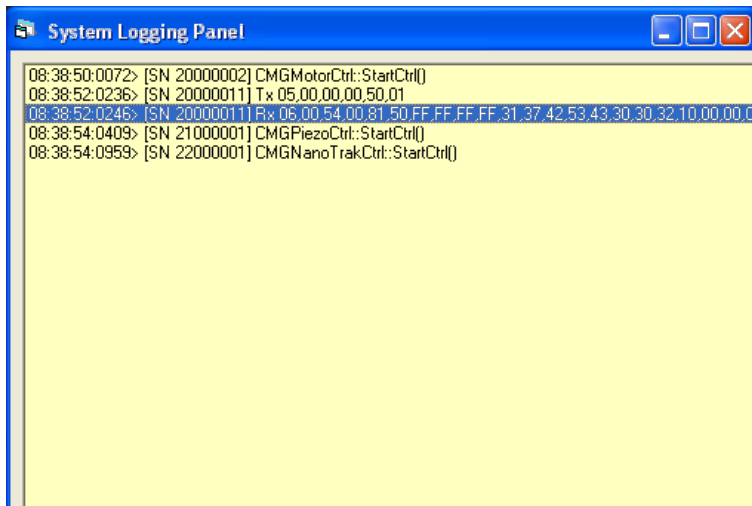 System Logging Panel
08:38:50:0072> [SN 20000002] CMGMotorCtrl::StartCtrl()
08:38:52:0236> [SN 20000011] Tx 05,00,00,00,50,01
08:38:52:0246> [SN 20000011] Rx 06,00,54,00,81,50,FF,FF,FF,FF,31,37,42,53,43,30,30,32,10,00,00,0
08:38:54:0409> [SN 21000001] CMGPiezoCtrl::StartCtrl()
08:38:54:0959> [SN 22000001] CMGNanoTrakCtrl::StartCtrl()